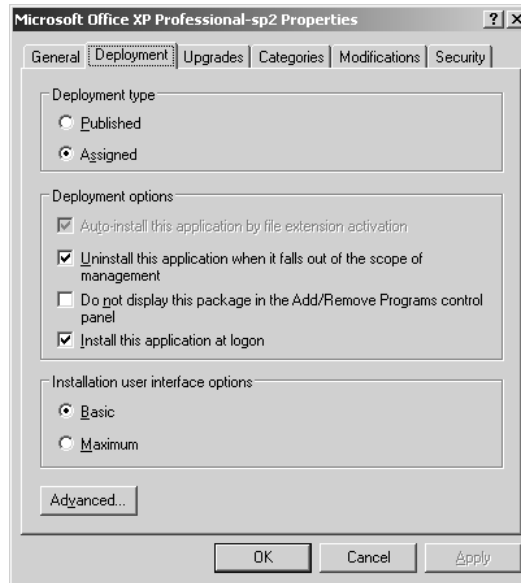 Microsoft Office XP Professional-sp2 Properties
General Deployment Upgrades Categories Modifications Security
Deployment type
Published
Assigned
Deployment options
Auto-install this application by file extension activation
Uninstall this application when it falls out of the scope of
management
Do not display this package in the Add/Remove Programs control
panel
Install this application at logon
Installation user interface options
Basic
Maximum
Advanced...
OK Cancel Apply